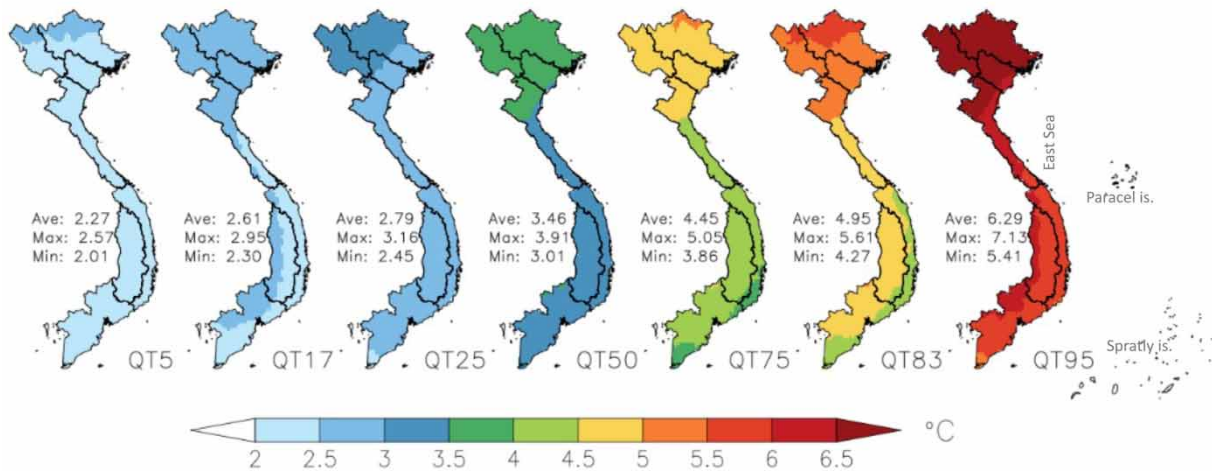 East Sea
Paracel is.
Ave: 2.27
Max: 2.57
Min: 2.01
Ave: 2.61
Max: 2.95
Min: 2.30
Ave: 2.79
Max: 3.16
Min: 2.45
Ave: 3.46
Max: 3.91
Min: 3.01
Ave: 4.45
Max: 5.05
Min: 3.86
Ave: 4.95
Max: 5.61
Min: 4.27
Ave: 6.29
Max: 7.13
Min: 5.41
QT5
QT17
QT25
QT50
QT75
QT83
QT95
Spratly is.
2 2.5 3 3.5 4 4.5 5 5.5 6 6.5
°C